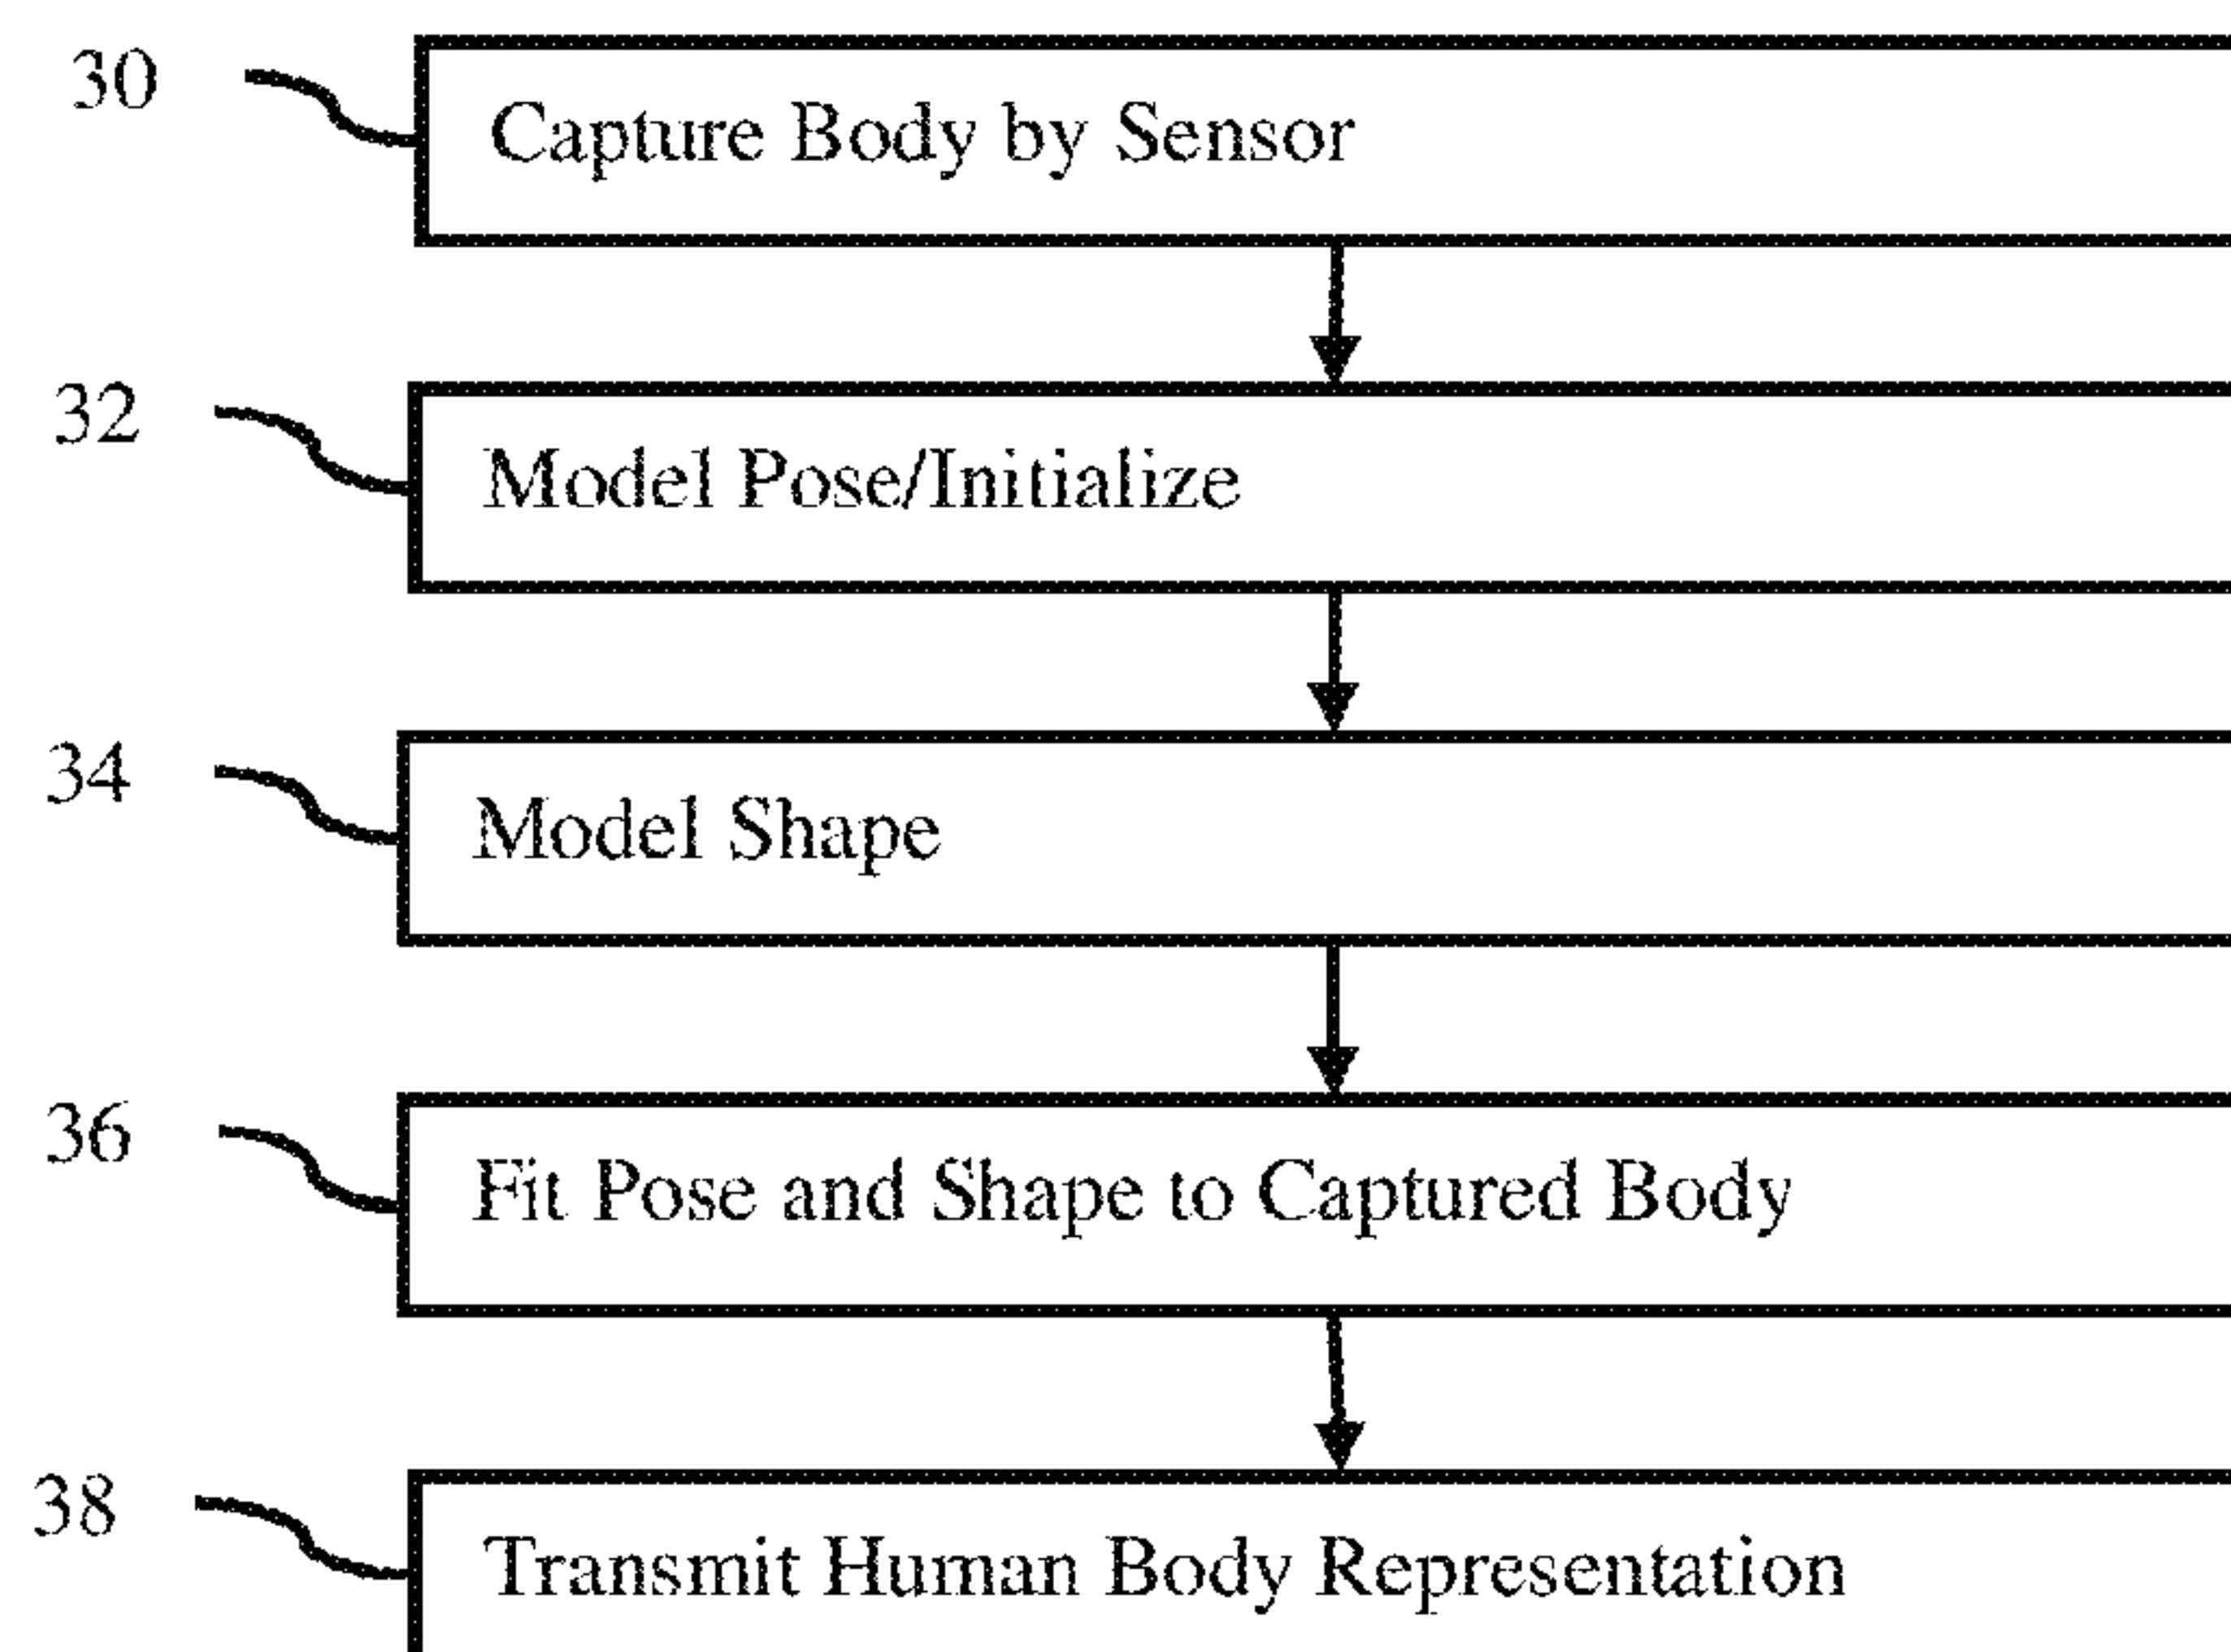 30
Capture Body by Sensor
32
Model Pose/Initialize
34
Model Shape
36
Fit Pose and Shape to Captured Body
38
Transmit Human Body Representation